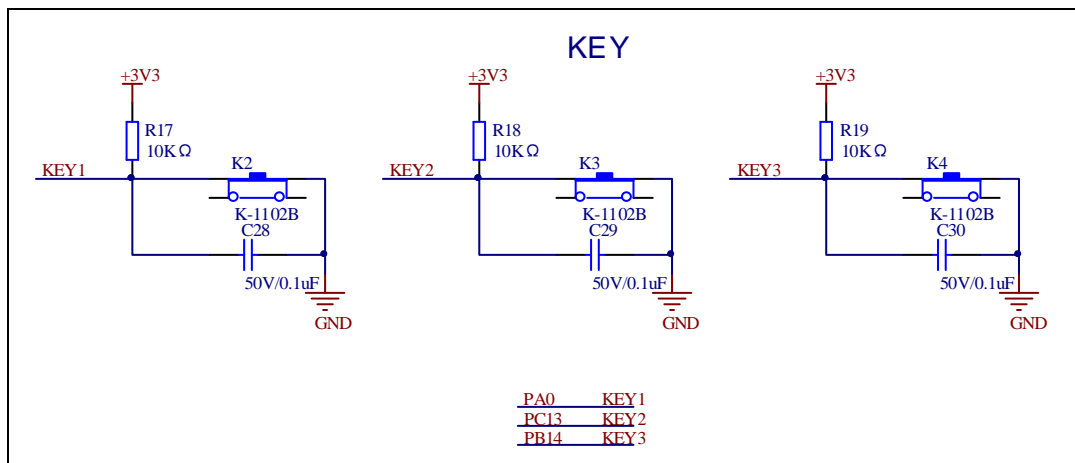 KEY
+3V3 +3V3 +3V3
R17 R18 R19
10KΩ 10KΩ 10KΩ
KEY1 K2 KEY2 K3 KEY3 K4
K-1102B K-1102B K-1102B
C28 C29 C30
50V/0.1uF 50V/0.1uF 50V/0.1uF
GND GND GND
PA0 KEY1
PC13 KEY2
PB14 KEY3